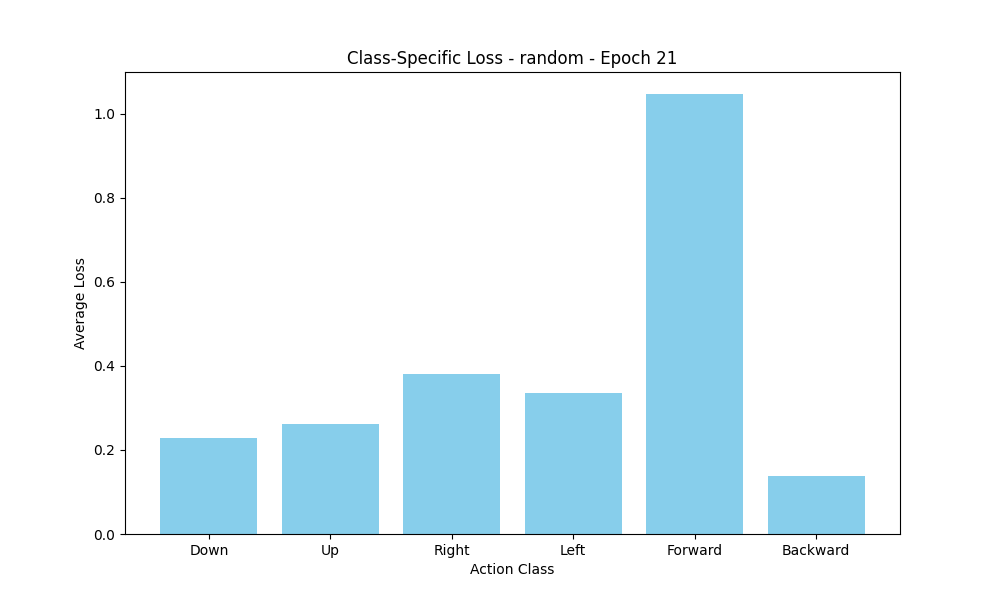 Class-Specific Loss - random - Epoch 21
Average Loss
1.0
0.8
0.6
0.4
0.2
0.0
Down Up Right Left Forward Backward
Action Class